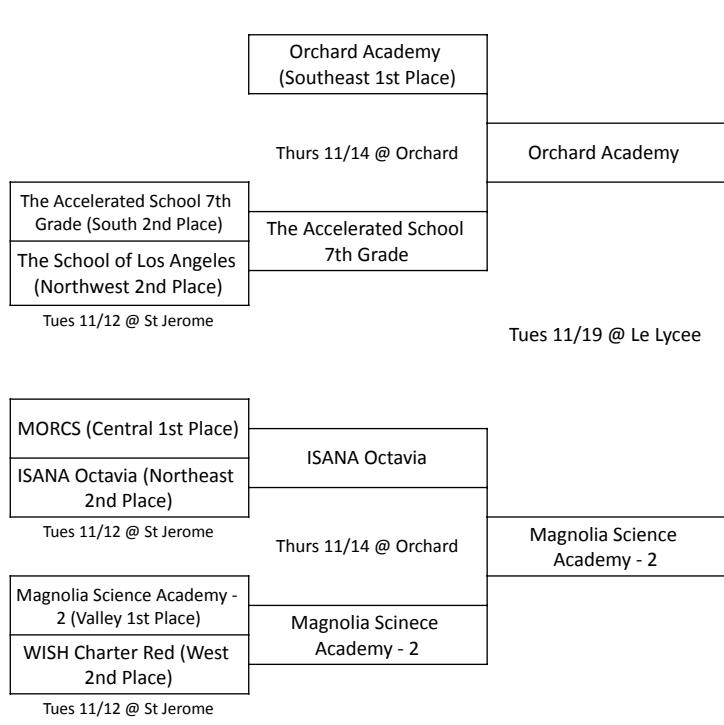 Orchard Academy
(Southeast 1st Place)
Thurs 11/14 @ Orchard
Orchard Academy
The Accelerated School 7th
Grade (South 2nd Place)
The Accelerated School
7th Grade
The School of Los Angeles
(Northwest 2nd Place)
Tues 11/12 @ St Jerome
Tues 11/19 @ Le Lycee
MORCS (Central 1st Place)
ISANA Octavia
ISANA Octavia (Northeast
2nd Place)
Tues 11/12 @ St Jerome
Thurs 11/14 @ Orchard
Magnolia Science
Academy - 2
Magnolia Science Academy -
2 (Valley 1st Place)
Magnolia Scinece
Academy - 2
WISH Charter Red (West
2nd Place)
Tues 11/12 @ St Jerome